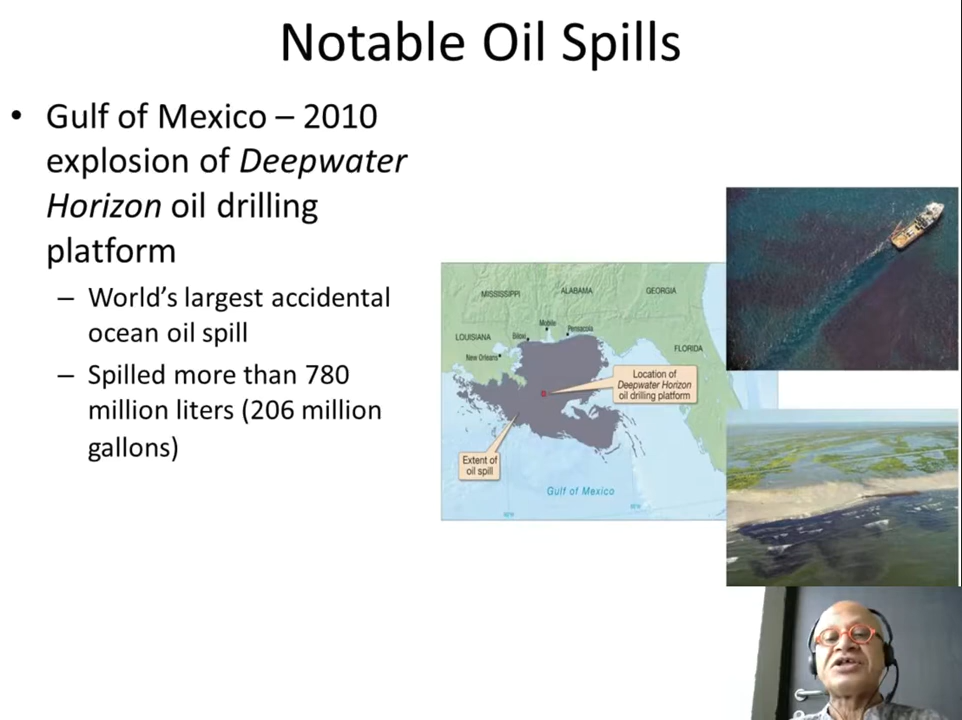 Notable Oil Spills
• Gulf of Mexico – 2010
explosion of Deepwater
Horizon oil drilling
platform
– World's largest accidental
ocean oil spill
– Spilled more than 780
million liters (206 million
gallons)
MISSISSIPPI
ALABAMA
GEORGIA
LOUISIANA
Biloxi
Mobile
Pensacola
New Orleans
FLORIDA
Location of
Deepwater Horizon
oil drilling platform
Extent of
oil spill
Gulf of Mexico